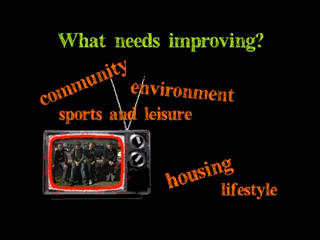 What needs improving?
community
environment
sports and leisure
housing
lifestyle